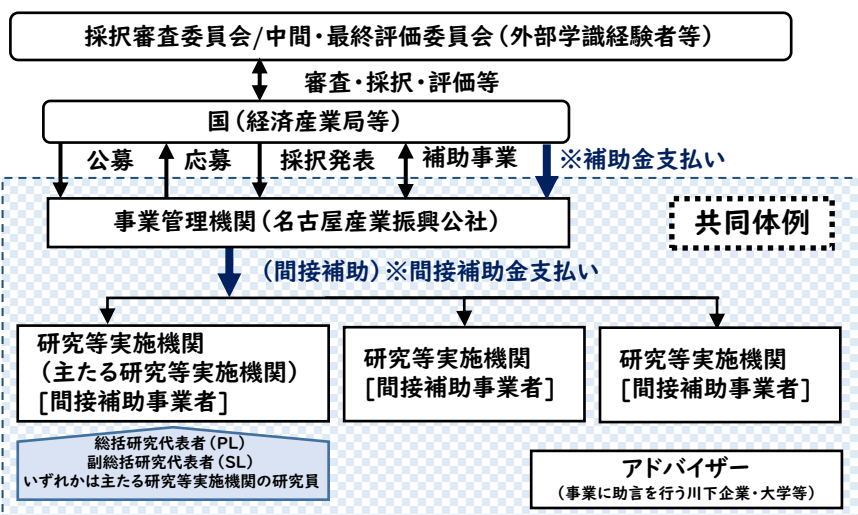 採択審査委員会/中間・最終評価委員会(外部学識経験者等)
審査・採択・評価等
国(経済産業局等)
公募
応募
採択発表
補助事業
※補助金支払い
事業管理機関(名古屋産業振興公社)
共同体例
(間接補助)※間接補助金支払い
研究等実施機関
(主たる研究等実施機関)
[間接補助事業者]
研究等実施機関
[間接補助事業者]
研究等実施機関
[間接補助事業者]
総括研究代表者(PL)
副総括研究代表者(SL)
いずれかは主たる研究等実施機関の研究員
アドバイザー
(事業に助言を行う川下企業・大学等)